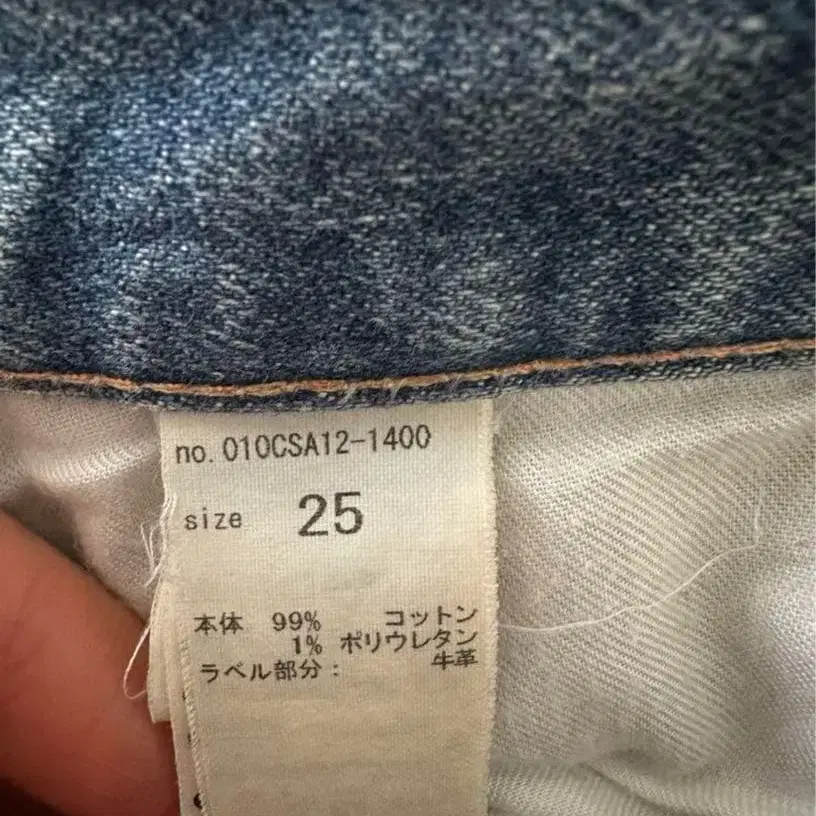 no. 010CSA12-1400
size 25
本体 99% コットン
1% ポリウレタン
ラベル部分: 牛革